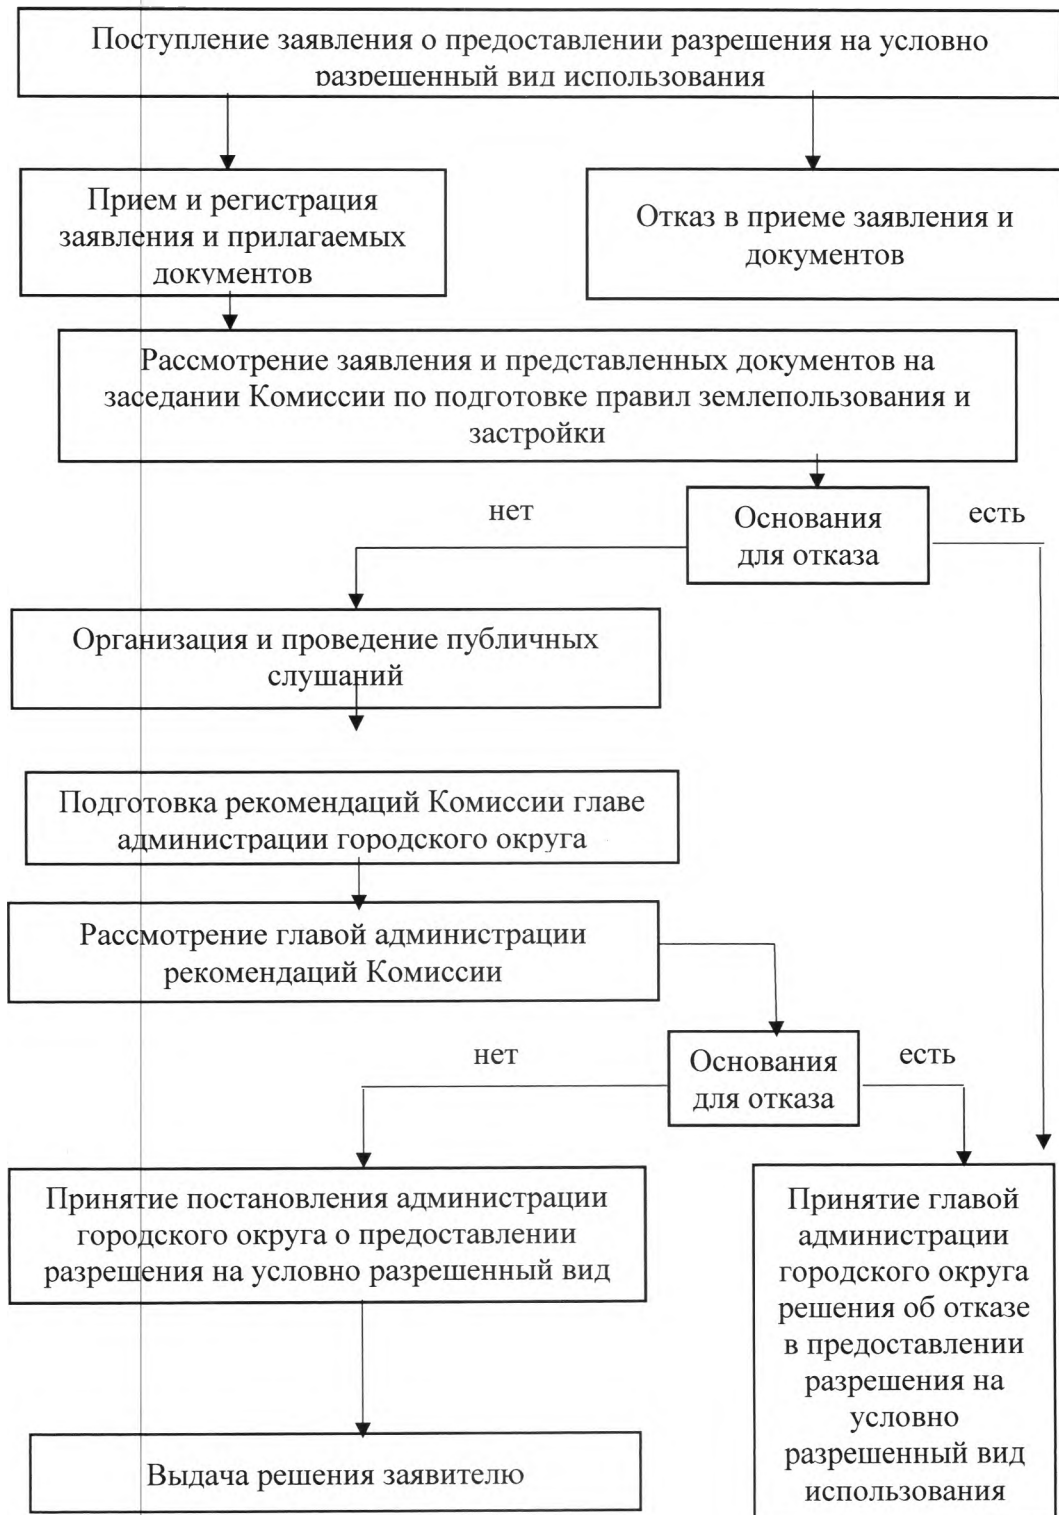 Поступление заявления о предоставлении разрешения на условно
разрешенный вид использования
Прием и регистрация
заявления и прилагаемых
документов
Отказ в приеме заявления и
документов
Рассмотрение заявления и представленных документов на
заседании Комиссии по подготовке правил землепользования и
застройки
нет
Основания
для отказа
есть
Организация и проведение публичных
слушаний
Подготовка рекомендаций Комиссии главе
администрации городского округа
Рассмотрение главой администрации
рекомендаций Комиссии
нет
Основания
для отказа
есть
Принятие постановления администрации
городского округа о предоставлении
разрешения на условно разрешенный вид
Принятие главой
администрации
городского округа
решения об отказе
в предоставлении
разрешения на
условно
разрешенный вид
использования
Выдача решения заявителю